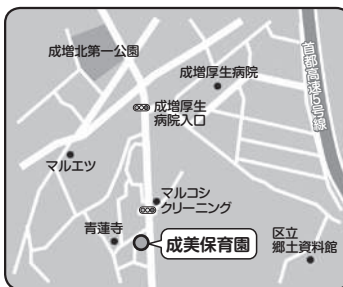 成増北第一公園
成増厚生病院
首都高速5号線
成増厚生
病院入口
マルエツ
マルコシ
クリーニング
青蓮寺
成美保育園
区立
郷土資料館